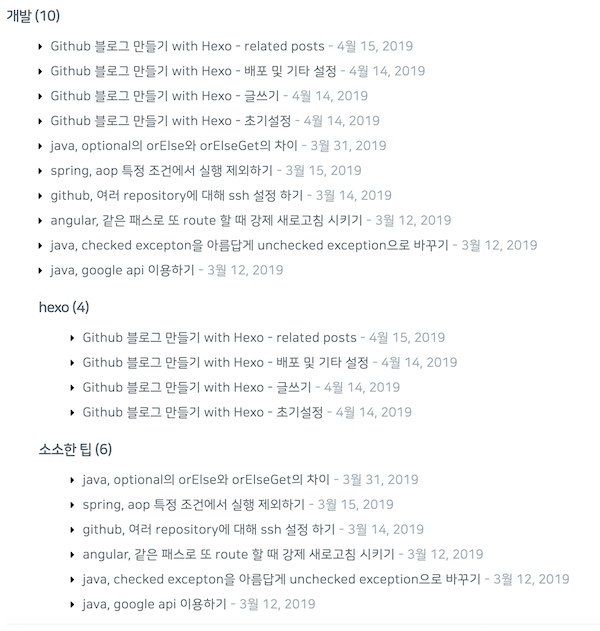 개발 (10)
Github 블로그 만들기 with Hexo - related posts - 4월 15, 2019
Github 블로그 만들기 with Hexo - 배포 및 기타 설정 - 4월 14, 2019
Github 블로그 만들기 with Hexo - 글쓰기 - 4월 14, 2019
Github 블로그 만들기 with Hexo - 초기설정 - 4월 14, 2019
java, optional의 orElse와 orElseGet의 차이 - 3월 31, 2019
spring, aop 특정 조건에서 실행 제외하기 - 3월 15, 2019
github, 여러 repository에 대해 ssh 설정 하기 - 3월 14, 2019
angular, 같은 패스로 또 route 할 때 강제 새로고침 시키기 - 3월 12, 2019
java, checked excepton을 아름답게 unchecked exception으로 바꾸기 - 3월 12, 2019
java, google api 이용하기 - 3월 12, 2019
hexo (4)
Github 블로그 만들기 with Hexo - related posts - 4월 15, 2019
Github 블로그 만들기 with Hexo - 배포 및 기타 설정 - 4월 14, 2019
Github 블로그 만들기 with Hexo - 글쓰기 - 4월 14, 2019
Github 블로그 만들기 with Hexo - 초기설정 - 4월 14, 2019
소소한 팁 (6)
java, optional의 orElse와 orElseGet의 차이 - 3월 31, 2019
spring, aop 특정 조건에서 실행 제외하기 - 3월 15, 2019
github, 여러 repository에 대해 ssh 설정 하기 - 3월 14, 2019
angular, 같은 패스로 또 route 할 때 강제 새로고침 시키기 - 3월 12, 2019
java, checked excepton을 아름답게 unchecked exception으로 바꾸기 - 3월 12, 2019
java, google api 이용하기 - 3월 12, 2019